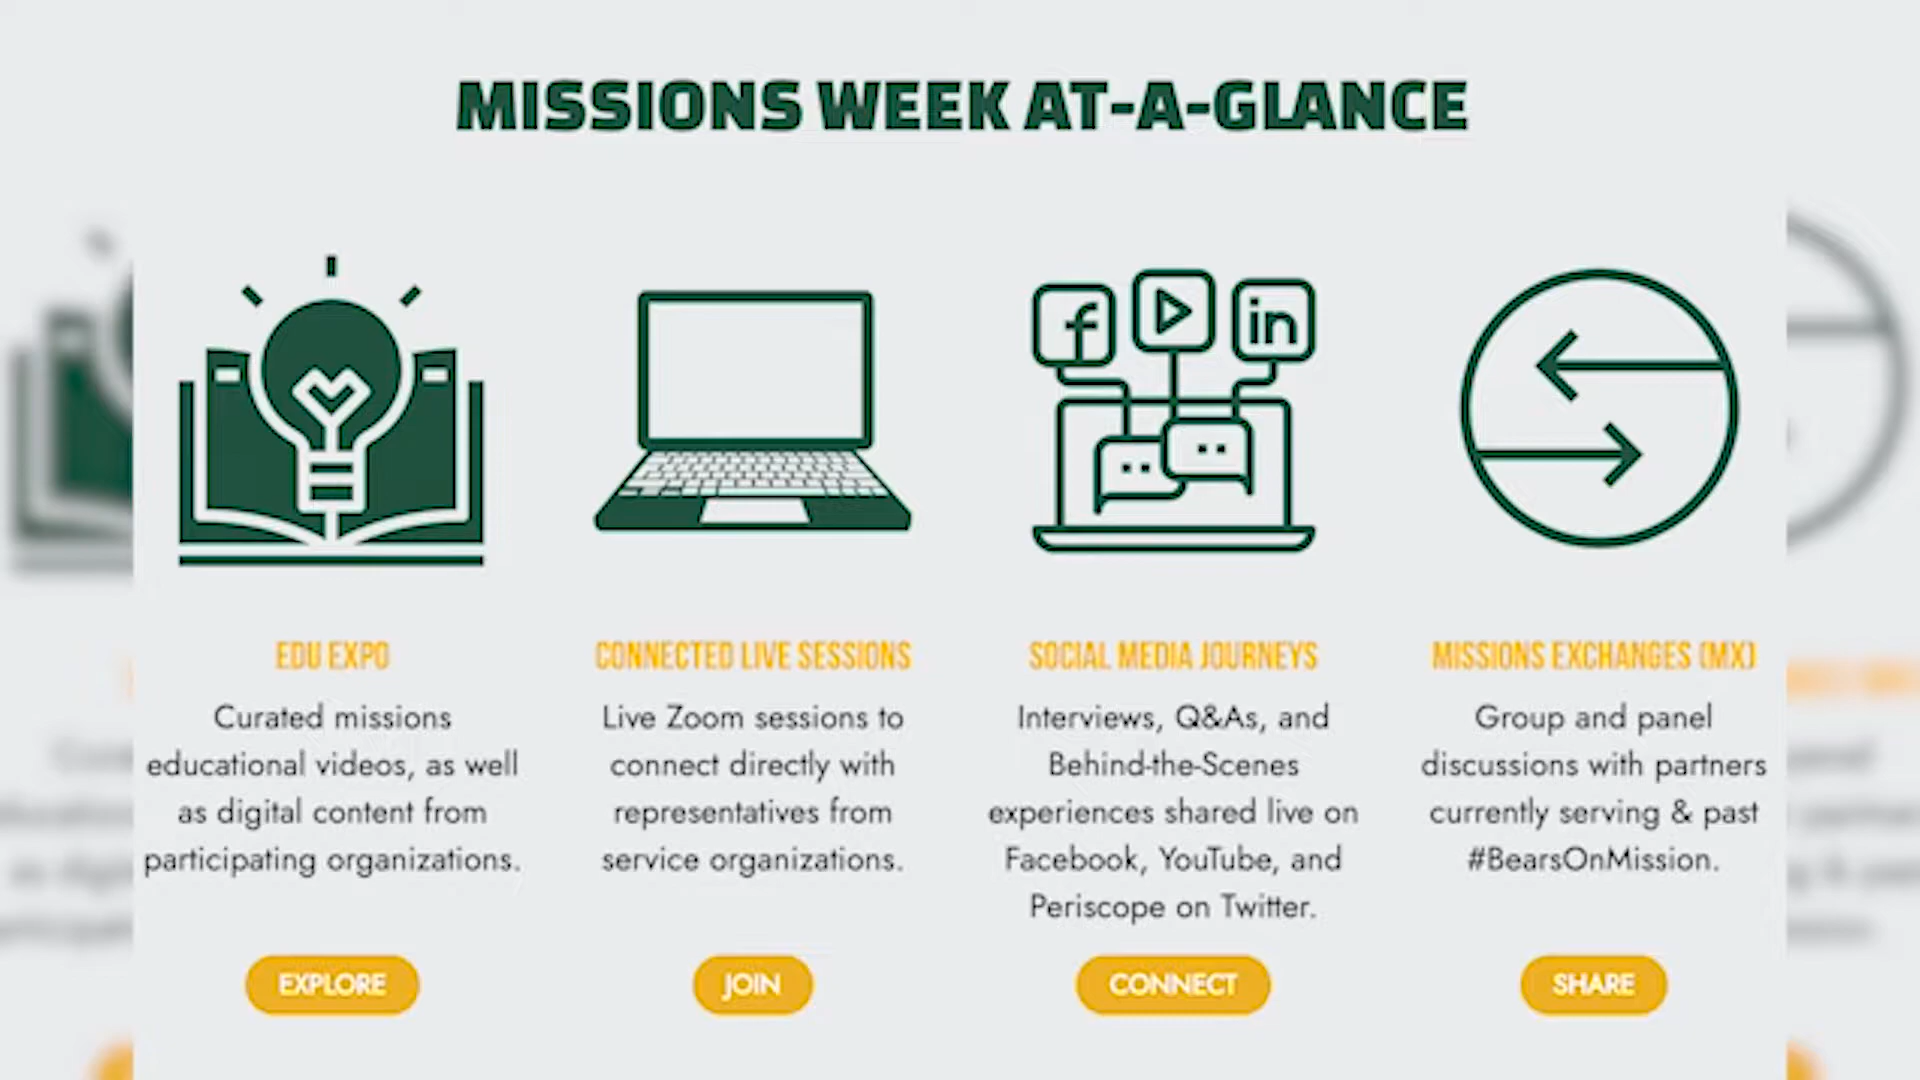 MISSIONS WEEK AT-A-GLANCE
f
in
EDU EXPO
Curated missions
educational videos, as well
as digital content from
participating organizations.
EXPLORE
CONNECTED LIVE SESSIONS
Live Zoom sessions to
connect directly with
representatives from
service organizations.
JOIN
SOCIAL MEDIA JOURNEYS
Interviews, Q&As, and
Behind-the-Scenes
experiences shared live on
Facebook, YouTube, and
Periscope on Twitter.
CONNECT
MISSIONS EXCHANGES (MX)
Group and panel
discussions with partners
currently serving & past
#BearsOnMission.
SHARE